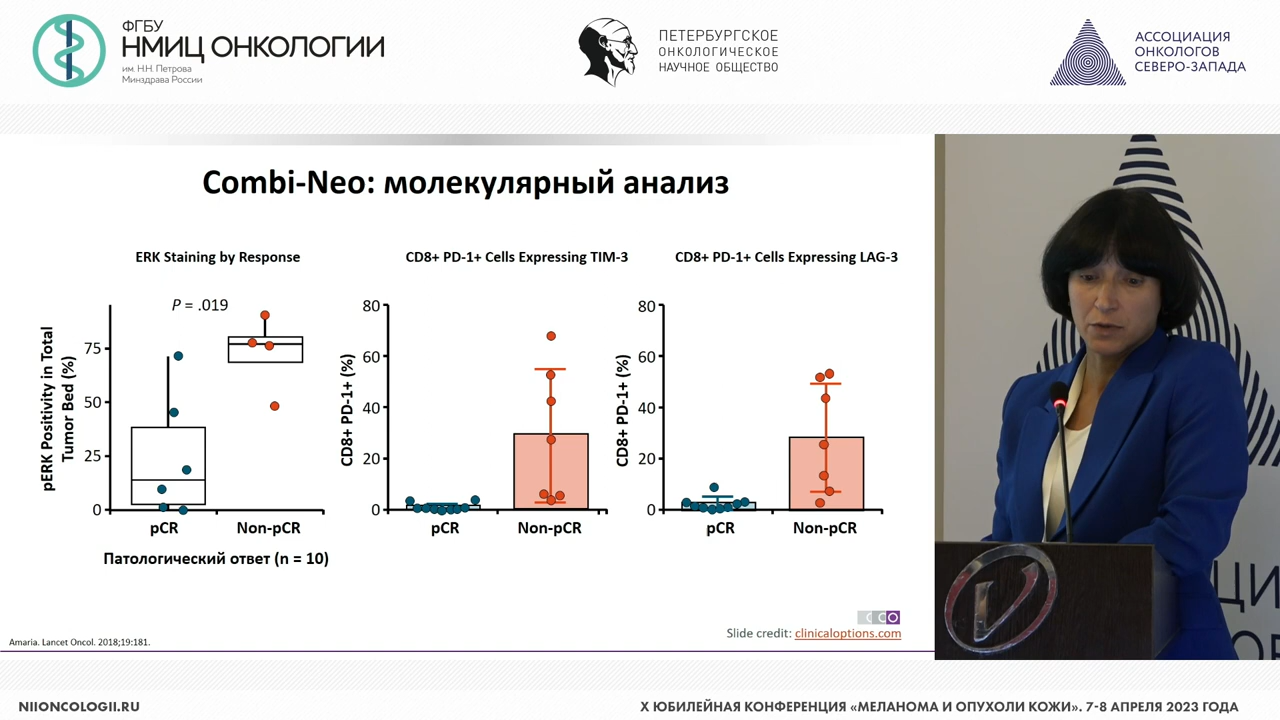 ФГБУ
НМИЦ ОНКОЛОГИИ
им. Н.Н. Петрова
Минздрава России
ПЕТЕРБУРГСКОЕ
ОНКОЛОГИЧЕСКОЕ
НАУЧНОЕ ОБЩЕСТВО
АССОЦИАЦИЯ
ОНКОЛОГОВ
СЕВЕРО-ЗАПАДА
Combi-Neo: молекулярный анализ
ERK Staining by Response
P = .019
pERK Positivity in Total
Tumor Bed (%)
75
50
25
0
pCR
Non-pCR
Патологический ответ (n = 10)
CD8+ PD-1+ Cells Expressing TIM-3
CD8+ PD-1+ (%)
80
60
40
20
0
pCR
Non-pCR
CD8+ PD-1+ Cells Expressing LAG-3
CD8+ PD-1+ (%)
80
60
40
20
0
pCR
Non-pCR
CCO
Slide credit: clinicaloptions.com
Amaria. Lancet Oncol. 2018;19:181.
NIIONCOLOGII.RU
X ЮБИЛЕЙНАЯ КОНФЕРЕНЦИЯ «МЕЛАНОМА И ОПУХОЛИ КОЖИ». 7-8 АПРЕЛЯ 2023 ГОДА